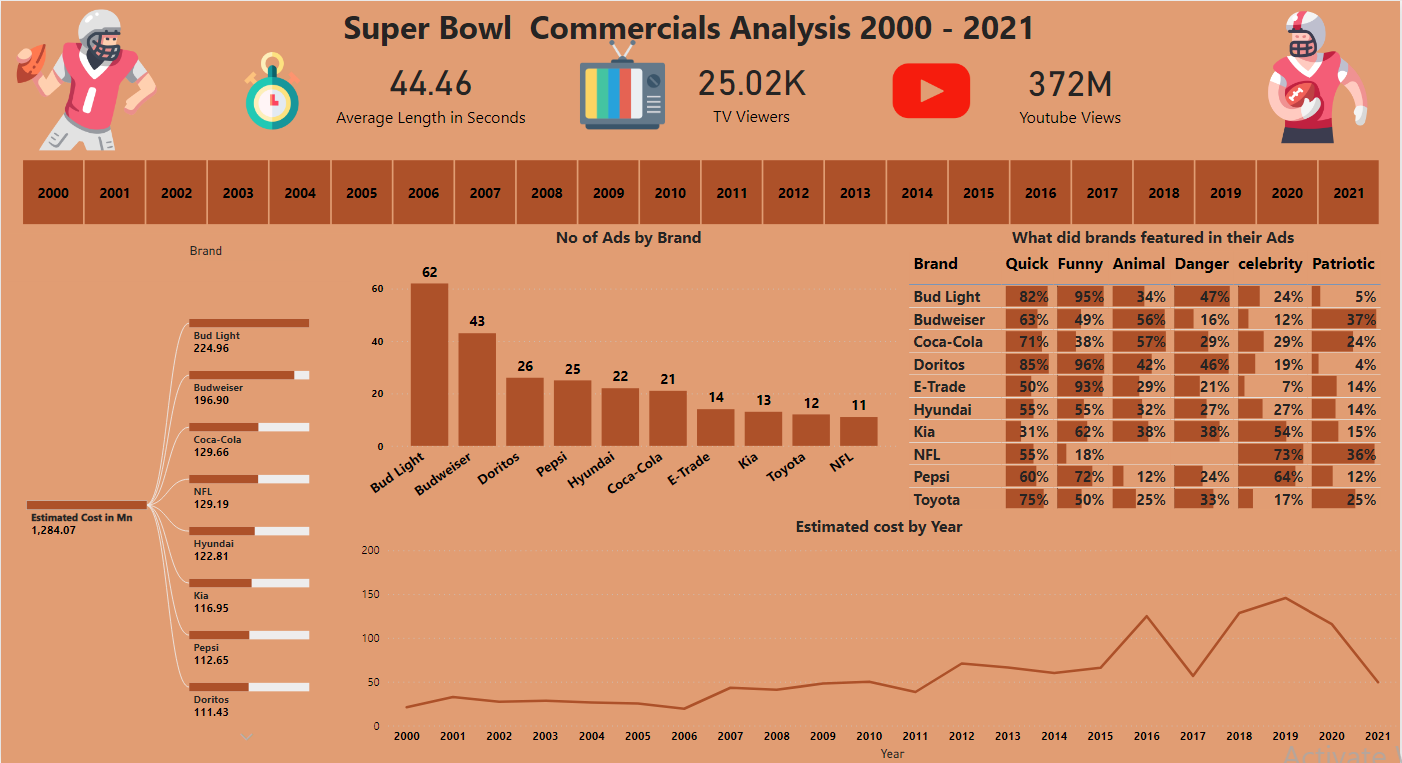 Super Bowl  Commercials Analysis 2000 - 2021
44.46
Average Length in Seconds
25.02K
TV Viewers
372M
Youtube Views
2000 2001 2002 2003 2004 2005 2006 2007 2008 2009 2010 2011 2012 2013 2014 2015 2016 2017 2018 2019 2020 2021
Brand
Estimated Cost in Mn
1,284.07
Bud Light
224.96
Budweiser
196.90
Coca-Cola
129.66
NFL
129.19
Hyundai
122.81
Kia
116.95
Pepsi
112.65
Doritos
111.43
No of Ads by Brand
60
40
20
0
62 43 26 25 22 21 14 13 12 11
Bud Light Budweiser Doritos Pepsi Hyundai Coca-Cola E-Trade Kia Toyota NFL
What did brands featured in their Ads
Brand Quick Funny Animal Danger celebrity Patriotic
Bud Light 82% 95% 34% 47% 24% 5%
Budweiser 63% 49% 56% 16% 12% 37%
Coca-Cola 71% 38% 57% 29% 29% 24%
Doritos 85% 96% 42% 46% 19% 4%
E-Trade 50% 93% 29% 21% 7% 14%
Hyundai 55% 55% 32% 27% 27% 14%
Kia 31% 62% 38% 38% 54% 15%
NFL 55% 18% 73% 36%
Pepsi 60% 72% 12% 24% 64% 12%
Toyota 75% 50% 25% 33% 17% 25%
Estimated cost by Year
200
150
100
50
0
2000 2001 2002 2003 2004 2005 2006 2007 2008 2009 2010 2011 2012 2013 2014 2015 2016 2017 2018 2019 2020 2021
Year
Activate